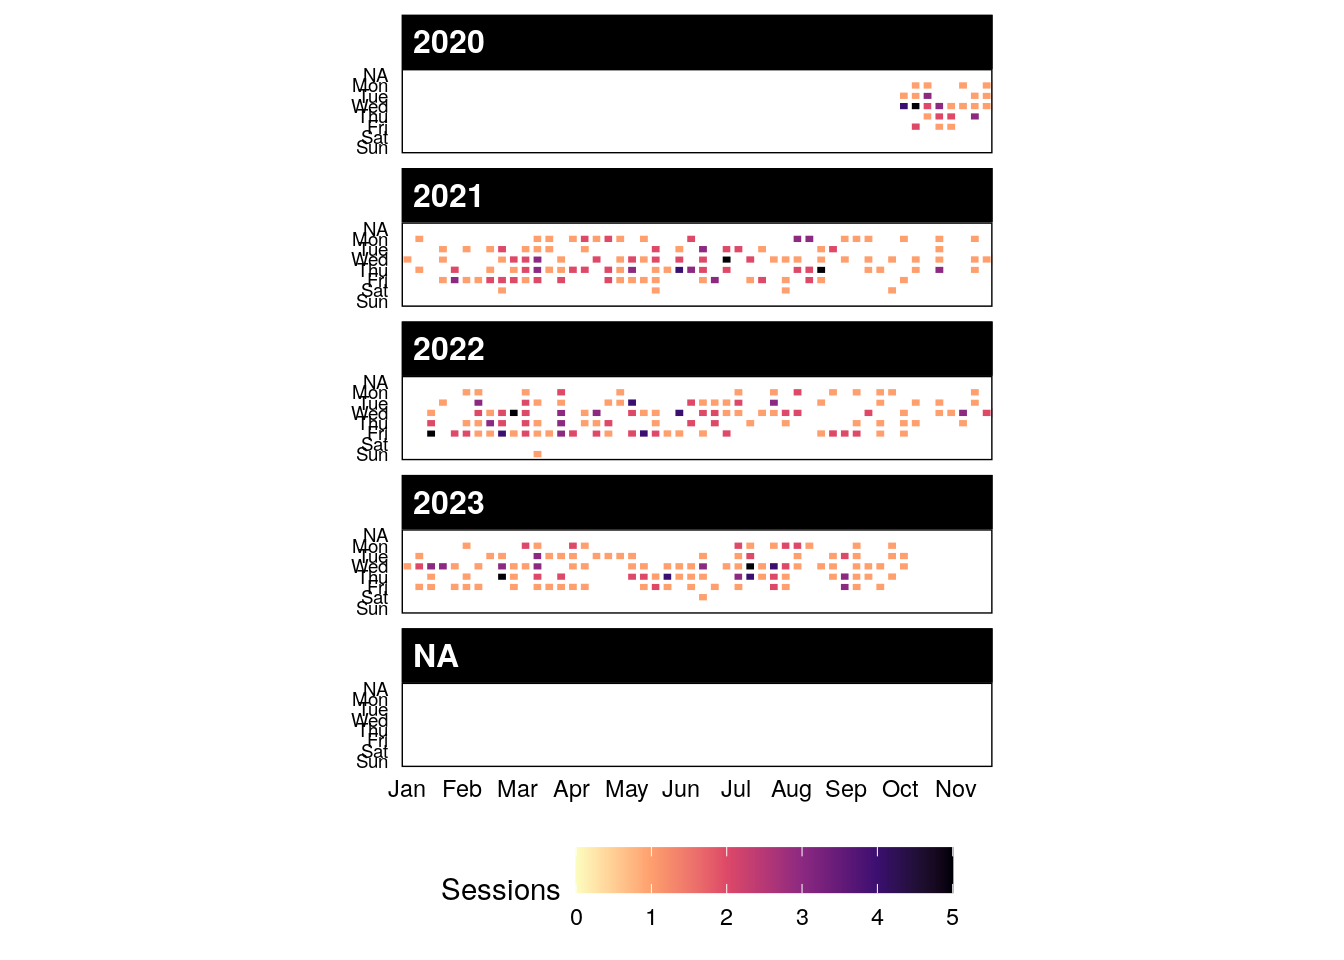 2020
NA
Mon
Tue
Wed
Thu
Fri
Sat
Sun
2021
NA
Mon
Tue
Wed
Thu
Fri
Sat
Sun
2022
NA
Mon
Tue
Wed
Thu
Fri
Sat
Sun
2023
NA
Mon
Tue
Wed
Thu
Fri
Sat
Sun
NA
NA
Mon
Tue
Wed
Thu
Fri
Sat
Sun
Jan Feb Mar Apr May Jun Jul Aug Sep Oct Nov
Sessions
0 1 2 3 4 5